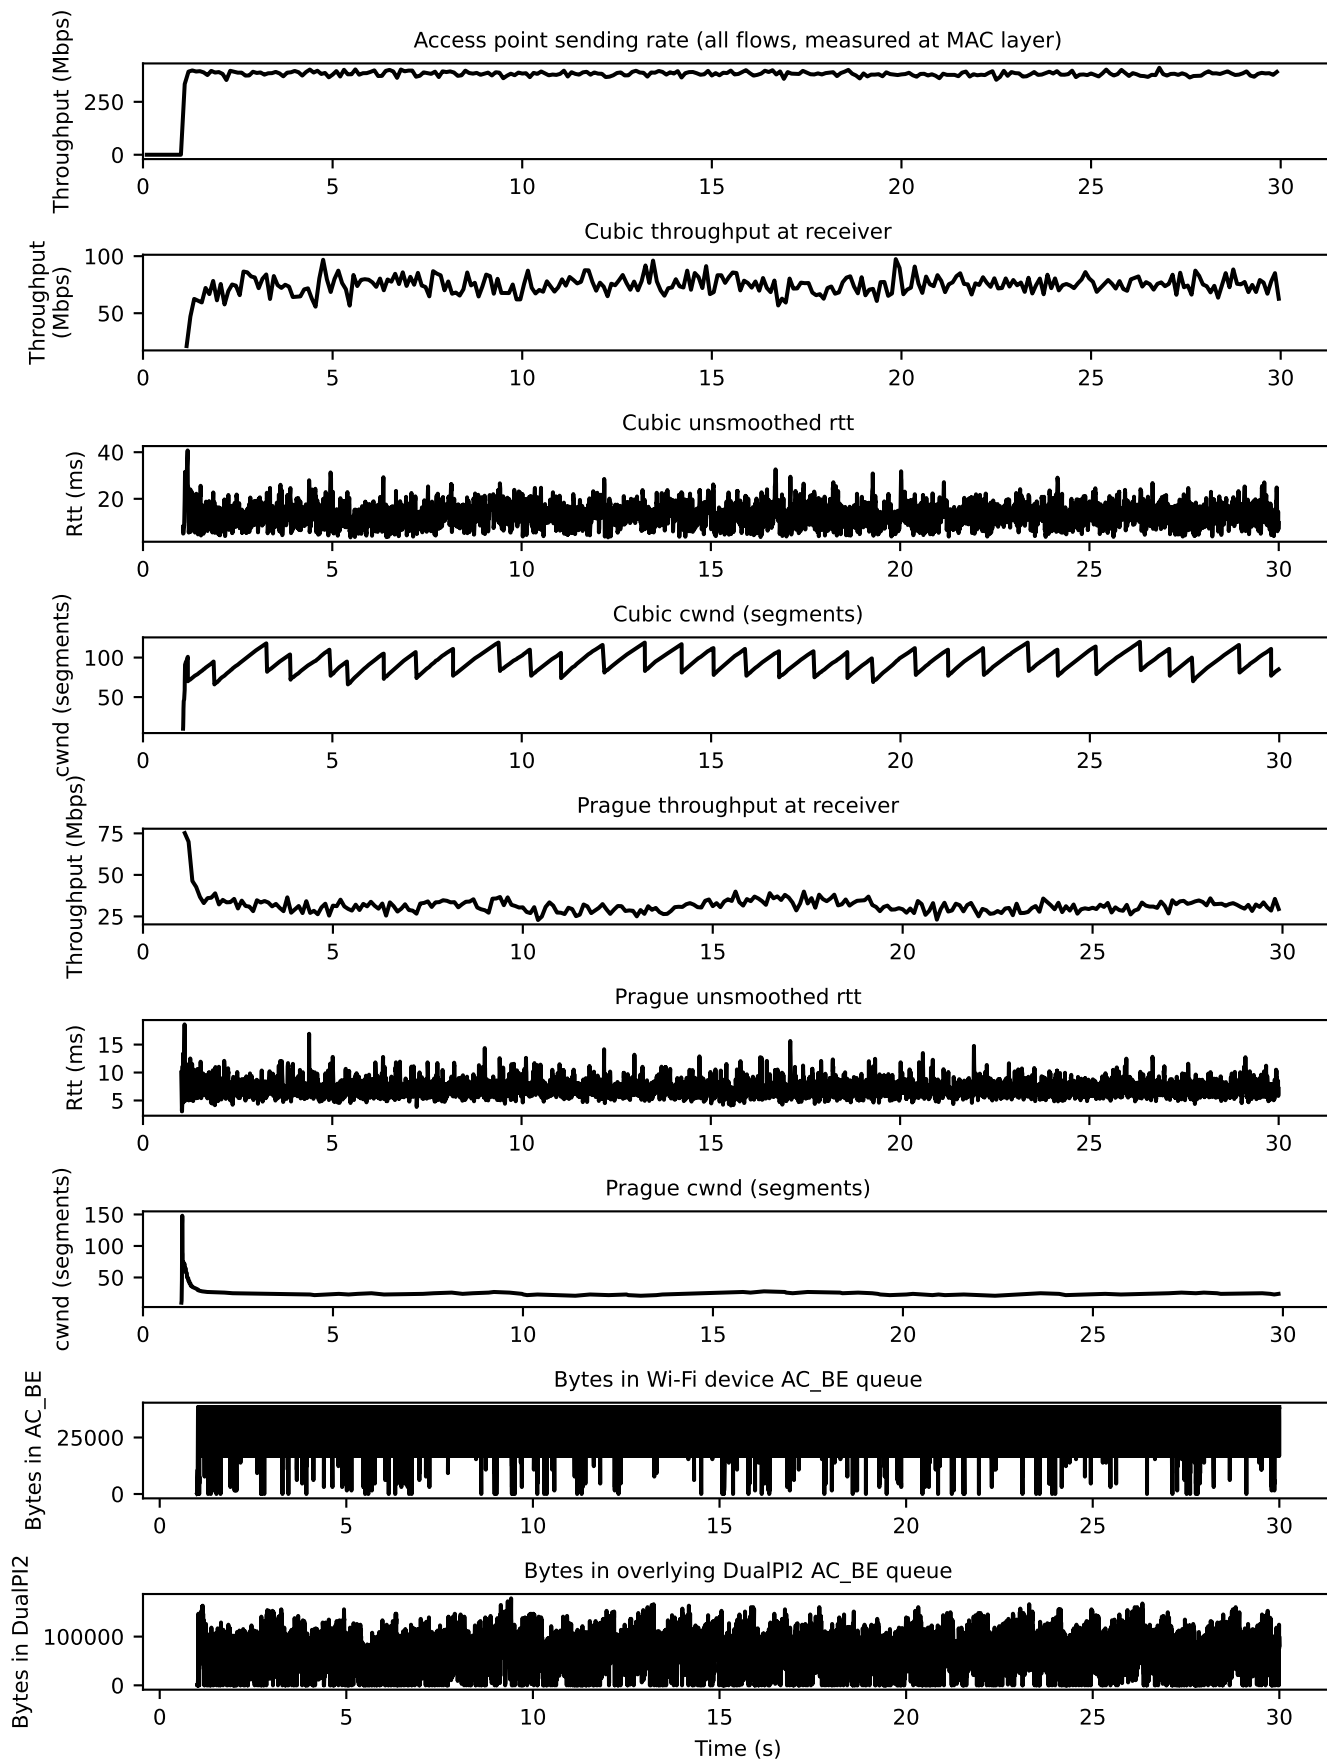 Access point sending rate (all flows, measured at MAC layer)
Throughput (Mbps)
250
0
0 5 10 15 20 25 30
Cubic throughput at receiver
Throughput
(Mbps)
100
50
0 5 10 15 20 25 30
Cubic unsmoothed rtt
Rtt (ms)
40
20
0 5 10 15 20 25 30
Cubic cwnd (segments)
cwnd (segments)
100
50
0 5 10 15 20 25 30
Prague throughput at receiver
Throughput (Mbps)
75
50
25
0 5 10 15 20 25 30
Prague unsmoothed rtt
Rtt (ms)
15
10
5
0 5 10 15 20 25 30
Prague cwnd (segments)
cwnd (segments)
150
100
50
0 5 10 15 20 25 30
Bytes in Wi-Fi device AC_BE queue
Bytes in AC_BE
25000
0
0 5 10 15 20 25 30
Bytes in overlying DualPI2 AC_BE queue
Bytes in DualPI2
100000
0
0 5 10 15 20 25 30
Time (s)